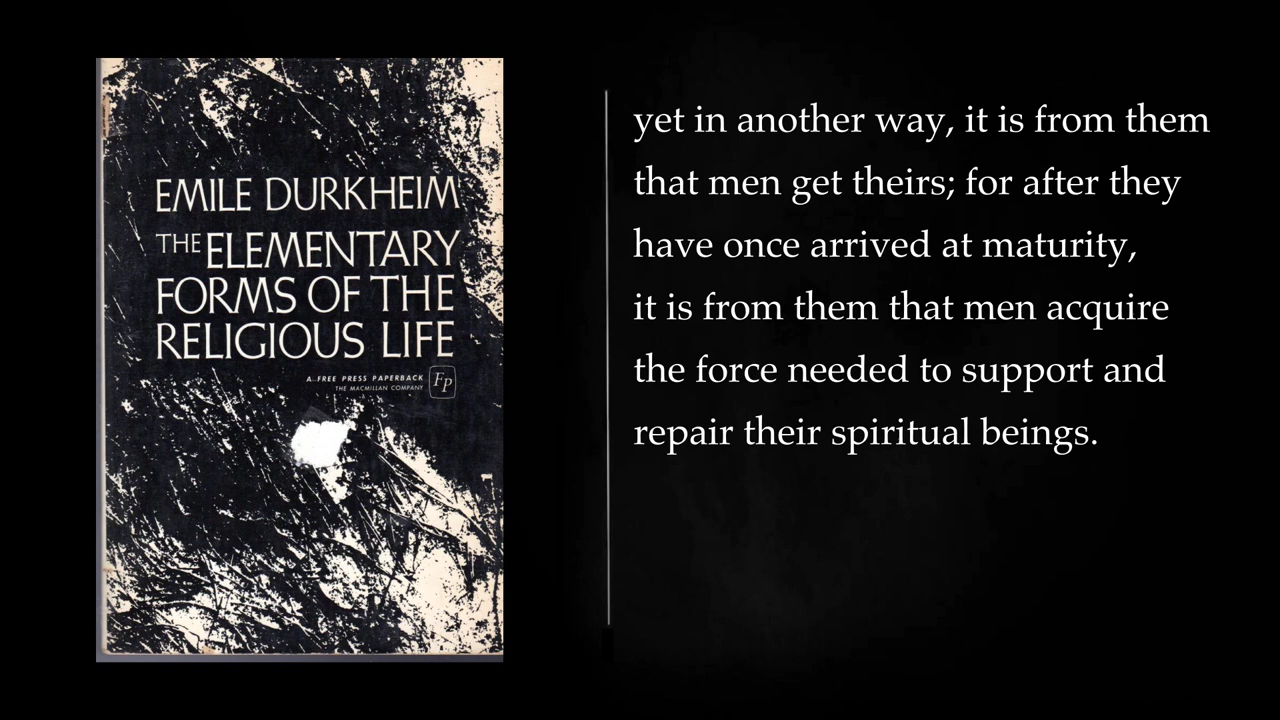 EMILE DURKHEIM
THE ELEMENTARY
FORMS OF THE
RELIGIOUS LIFE
A FREE PRESS PAPERBACK
THE MACMILLAN COMPANY
Fp
yet in another way, it is from them
that men get theirs; for after they
have once arrived at maturity,
it is from them that men acquire
the force needed to support and
repair their spiritual beings.